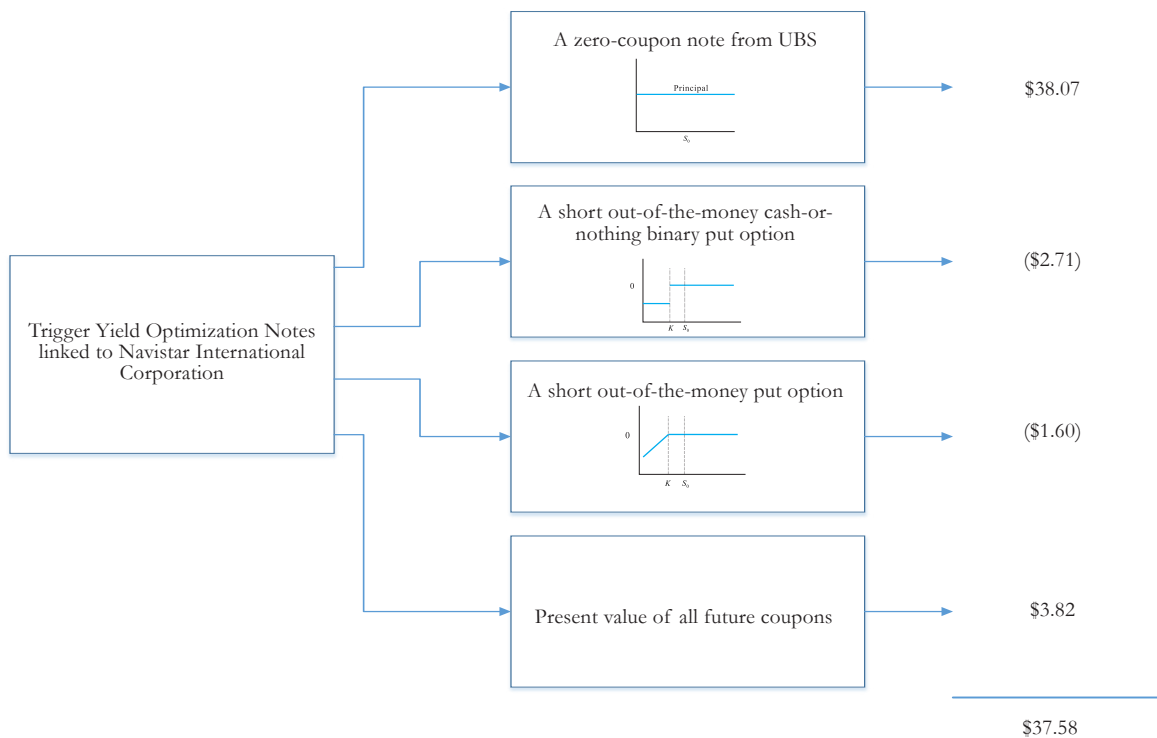 A zero-coupon note from UBS
Principal
S₀
$38.07
A short out-of-the-money cash-or-
nothing binary put option
0
K S₀
($2.71)
Trigger Yield Optimization Notes
linked to Navistar International
Corporation
A short out-of-the-money put option
0
K S₀
($1.60)
Present value of all future coupons
$3.82
$37.58